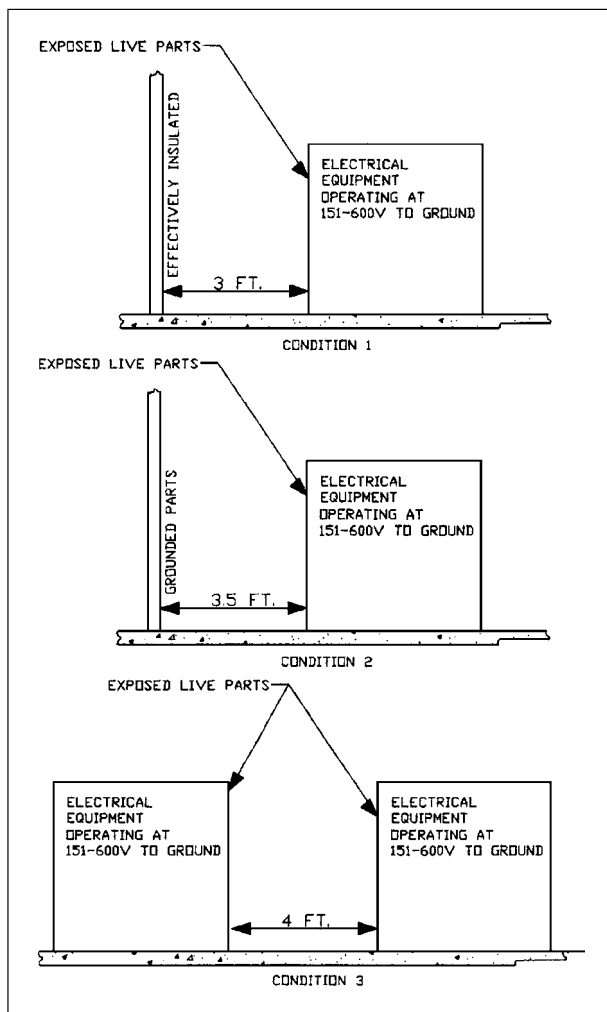 EXPOSED LIVE PARTS
EFFECTIVELY INSULATED
ELECTRICAL
EQUIPMENT
OPERATING AT
151-600V TO GROUND
3 FT.
CONDITION 1
EXPOSED LIVE PARTS
GROUNDED PARTS
ELECTRICAL
EQUIPMENT
OPERATING AT
151-600V TO GROUND
3.5 FT.
CONDITION 2
EXPOSED LIVE PARTS
ELECTRICAL
EQUIPMENT
OPERATING AT
151-600V TO GROUND
ELECTRICAL
EQUIPMENT
OPERATING AT
151-600V TO GROUND
4 FT.
CONDITION 3